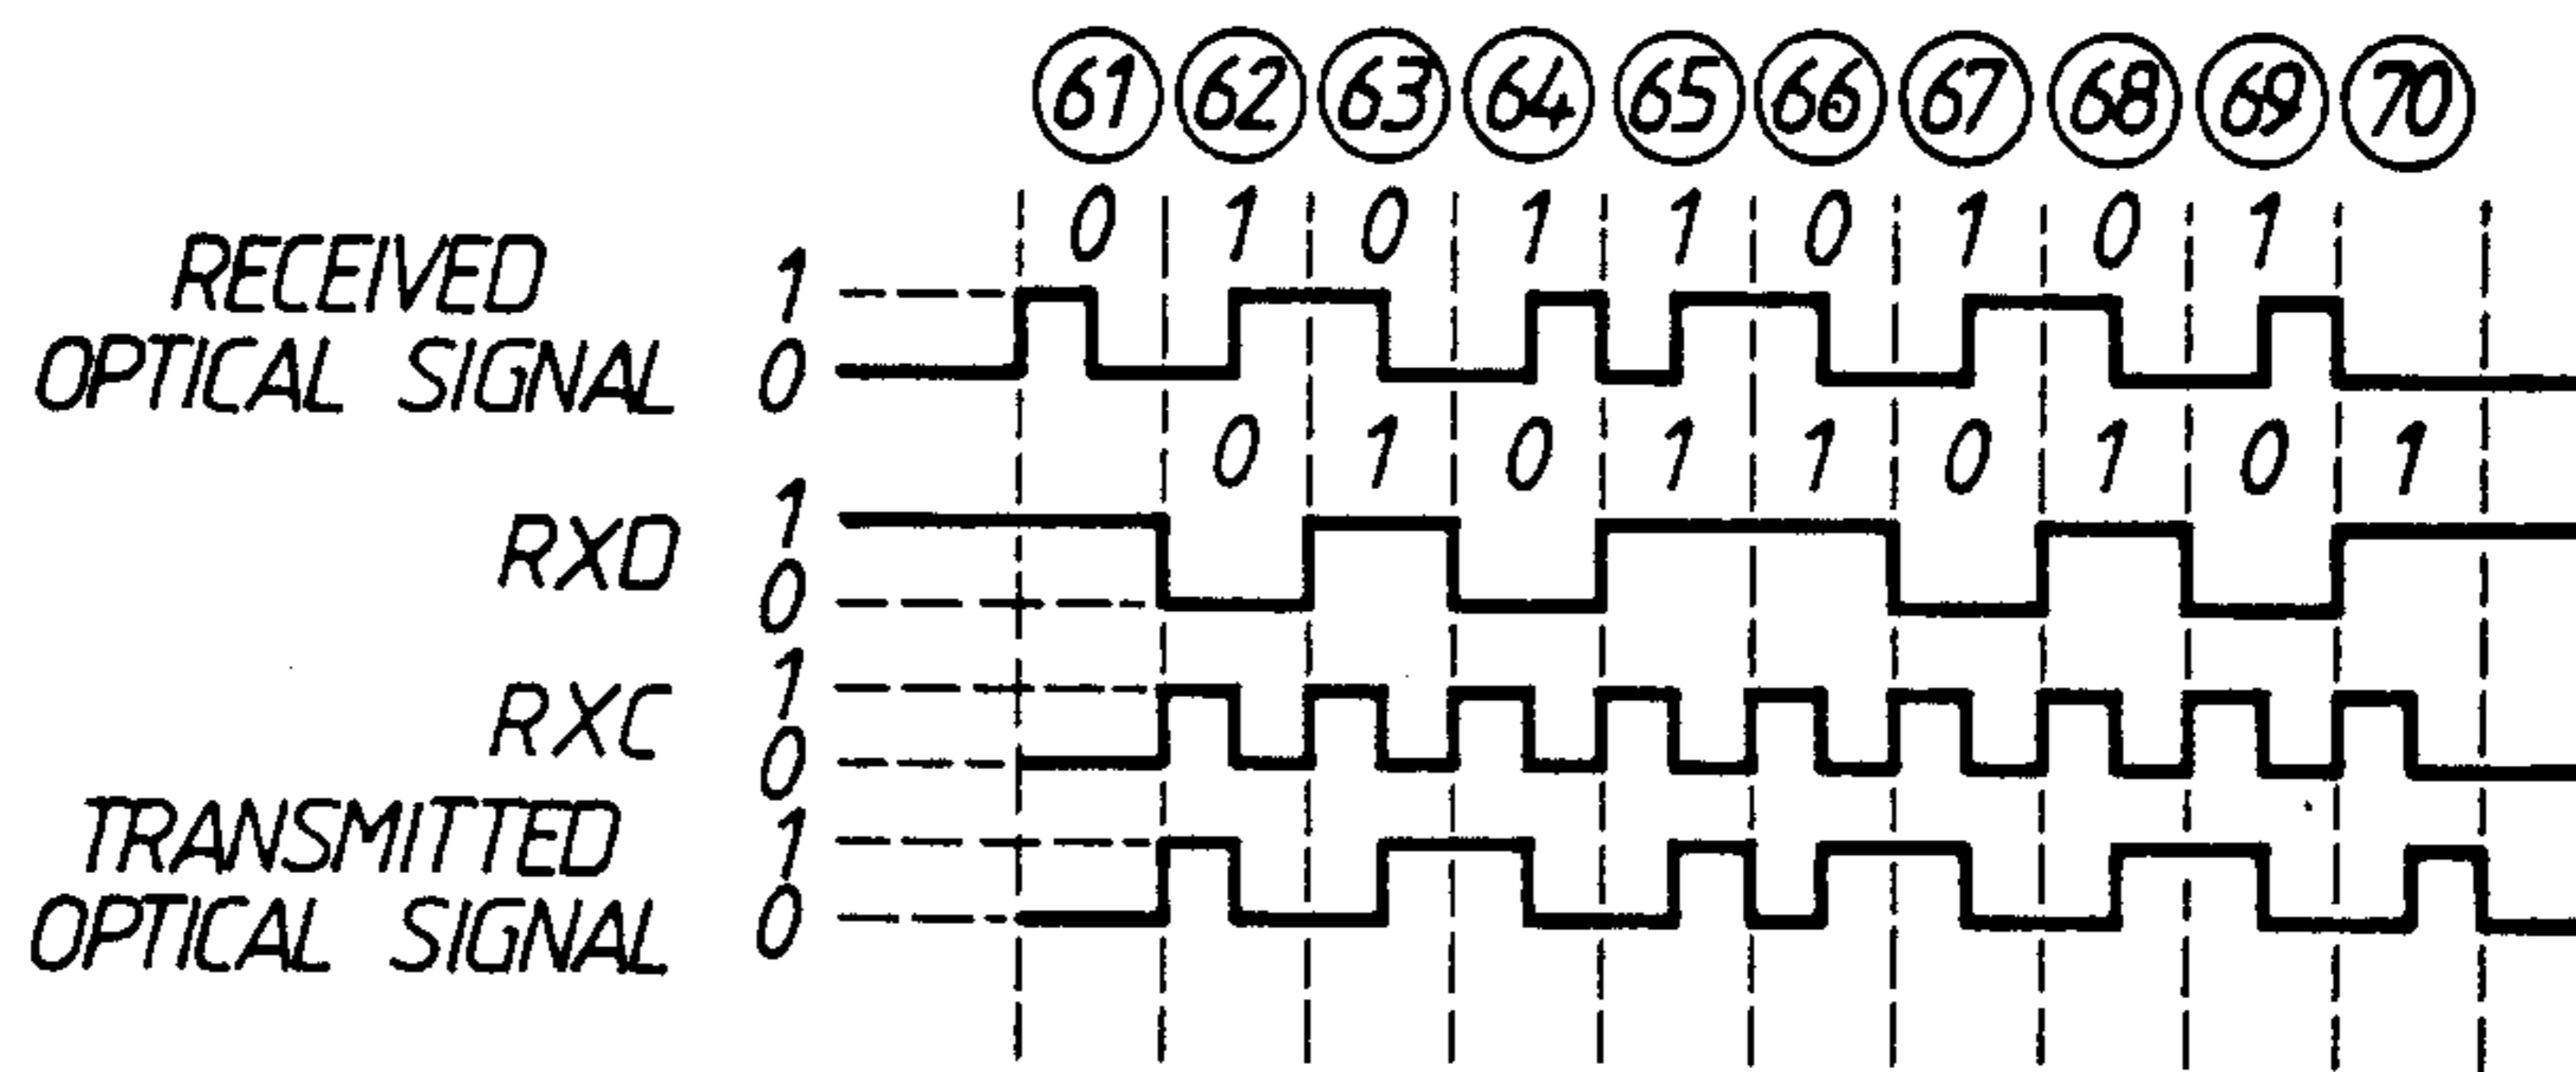 61 62 63 64 65 66 67 68 69 70
0 1 0 1 1 0 1 0 1
RECEIVED 1
OPTICAL SIGNAL 0
0 1 0 1 1 0 1 0 1
1
RXD
0
1
RXC
0
TRANSMITTED 1
OPTICAL SIGNAL 0